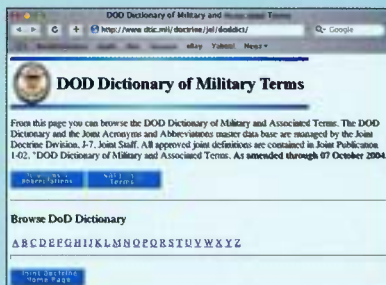 DOD Dictionary of Military and Terms
http://www.dtic.mil/doctrine/jel/doddict/
Google
eBay Yahoo! News
DOD Dictionary of Military Terms
From this page you can browse the DOD Dictionary of Military and Associated Terms. The DOD
Dictionary and the Joint Acronyms and Abbreviations master data base are managed by the Joint
Doctrine Division, J-7, Joint Staff. All approved joint definitions are contained in Joint Publication
1-02, "DOD Dictionary of Military and Associated Terms. As amended through 07 October 2004.
Acronyms &
Abbreviations
Terms
Browse DoD Dictionary
A B C D E F G H I J K L M N O P Q R S T U V W X Y Z
Joint Doctrine
Home Page